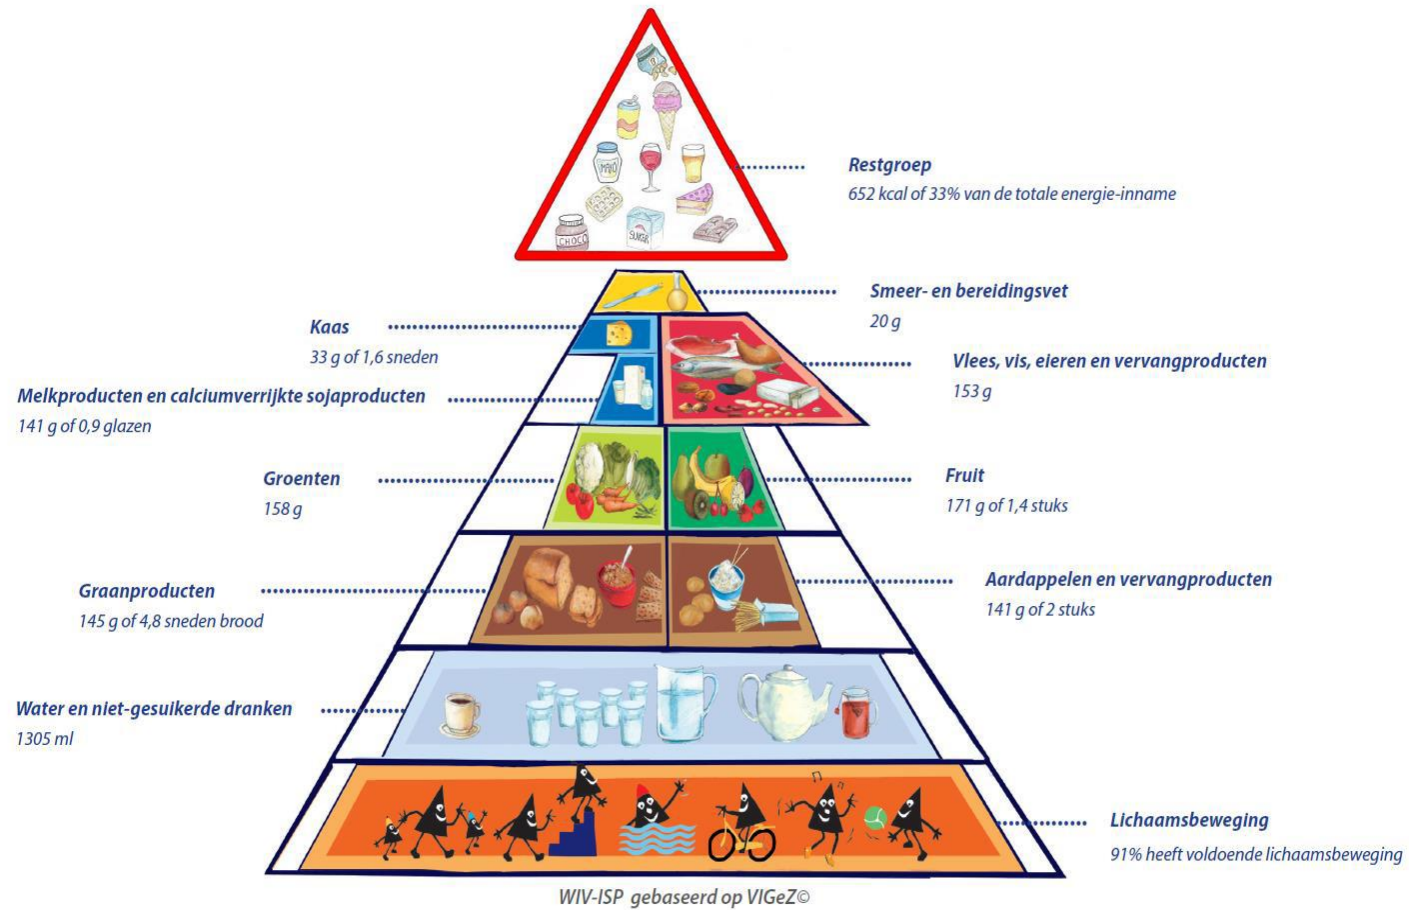 MAYO
CHOCO
SUIKER
Restgroep
652 kcal of 33% van de totale energie-inname
Smeer- en bereidingsvet
20 g
Kaas
33 g of 1,6 sneden
Vlees, vis, eieren en vervangproducten
153 g
Melkproducten en calciumverrijkte sojaproducten
141 g of 0,9 glazen
Groenten
158 g
Fruit
171 g of 1,4 stuks
Graanproducten
145 g of 4,8 sneden brood
Aardappelen en vervangproducten
141 g of 2 stuks
Water en niet-gesuikerde dranken
1305 ml
Lichaamsbeweging
91% heeft voldoende lichaamsbeweging
WIV-ISP gebaseerd op VIGeZ©